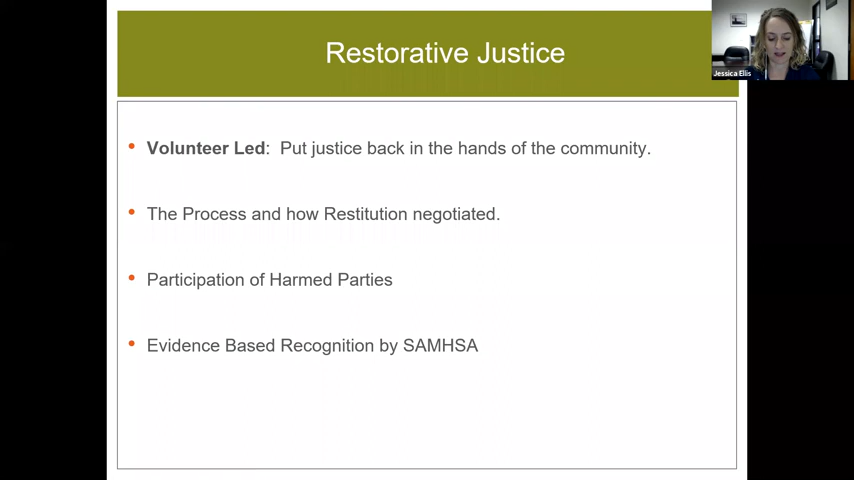 Restorative Justice
Jessica Ellis
• Volunteer Led: Put justice back in the hands of the community.
• The Process and how Restitution negotiated.
• Participation of Harmed Parties
• Evidence Based Recognition by SAMHSA